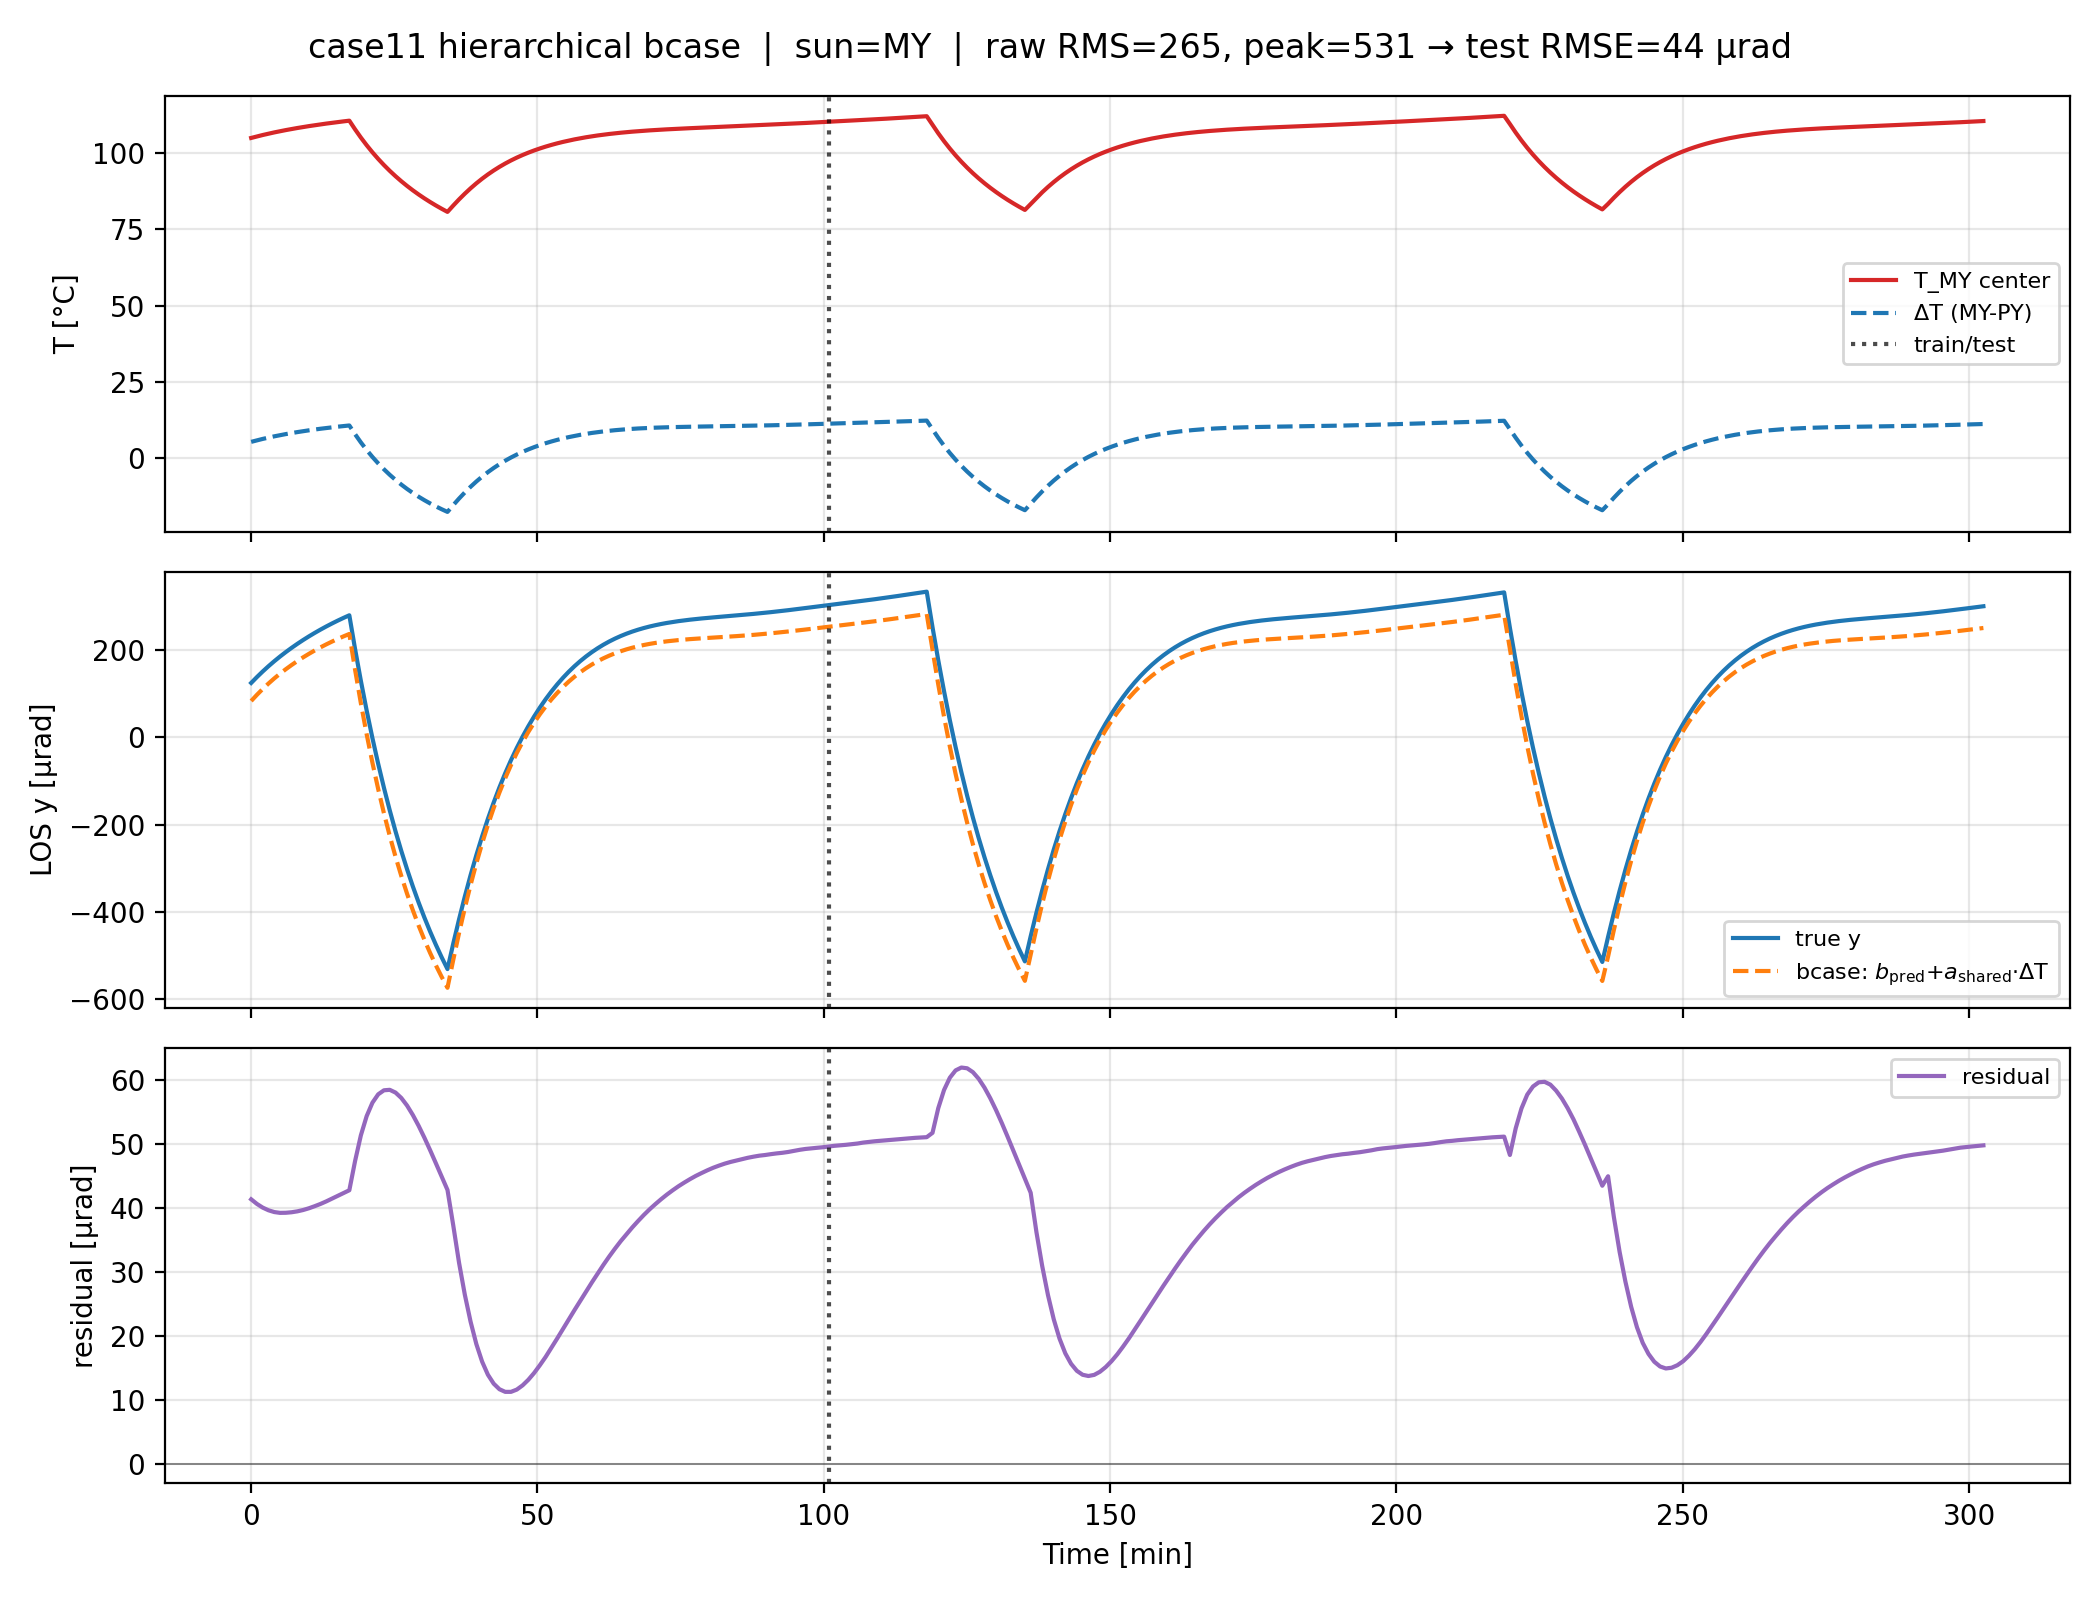 case11 hierarchical bcase | sun=MY | raw RMS=265, peak=531 → test RMSE=44 μrad
T [°C]
100
75
50
25
0
T_MY center
ΔT (MY-PY)
train/test
LOS y [μrad]
200
0
−200
−400
−600
true y
bcase: b_pred+a_shared·ΔT
residual [μrad]
60
50
40
30
20
10
0
residual
0
50
100
150
200
250
300
Time [min]